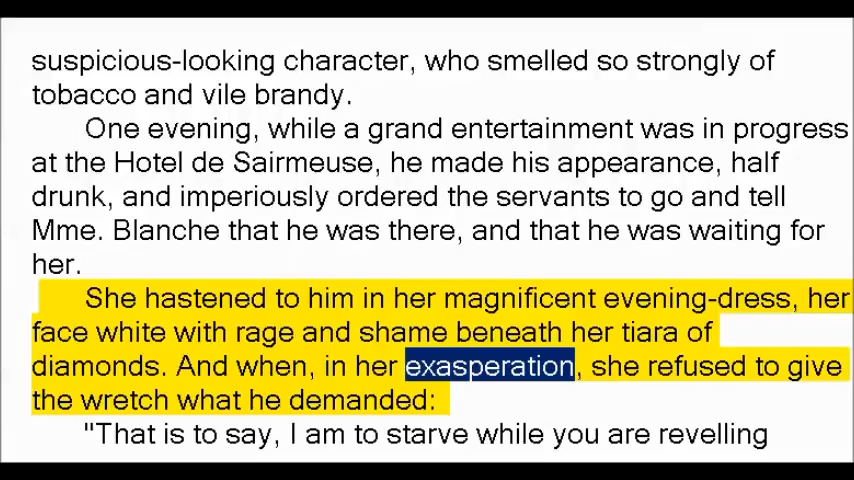 suspicious-looking character, who smelled so strongly of
tobacco and vile brandy.
One evening, while a grand entertainment was in progress
at the Hotel de Sairmeuse, he made his appearance, half
drunk, and imperiously ordered the servants to go and tell
Mme. Blanche that he was there, and that he was waiting for
her.
She hastened to him in her magnificent evening-dress, her
face white with rage and shame beneath her tiara of
diamonds. And when, in her exasperation, she refused to give
the wretch what he demanded:
"That is to say, I am to starve while you are revelling